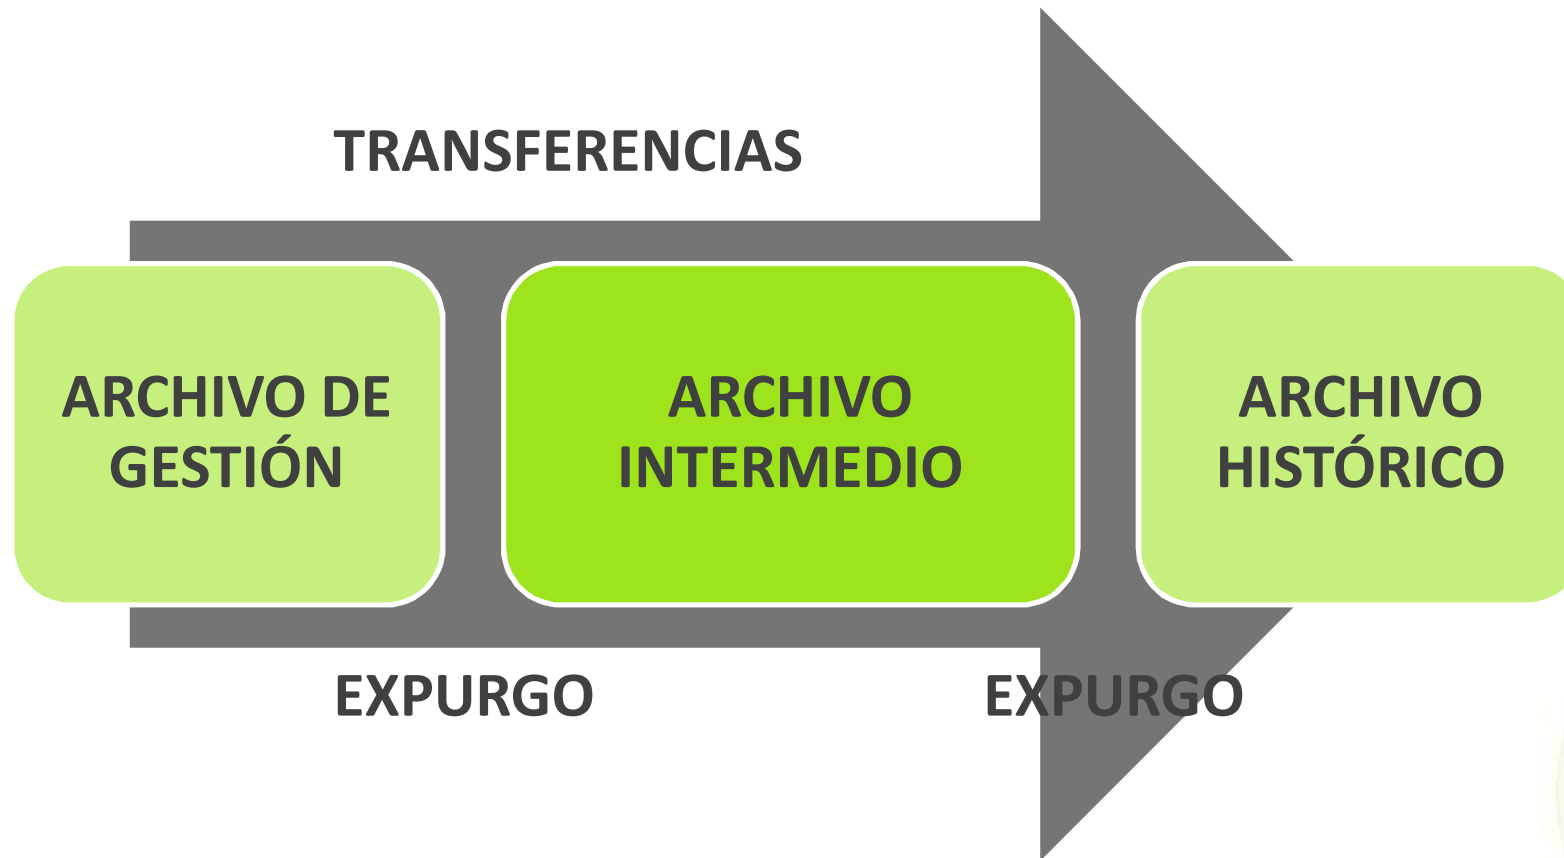 TRANSFERENCIAS
ARCHIVO DE
GESTIÓN
ARCHIVO
INTERMEDIO
ARCHIVO
HISTÓRICO
EXPURGO
EXPURGO